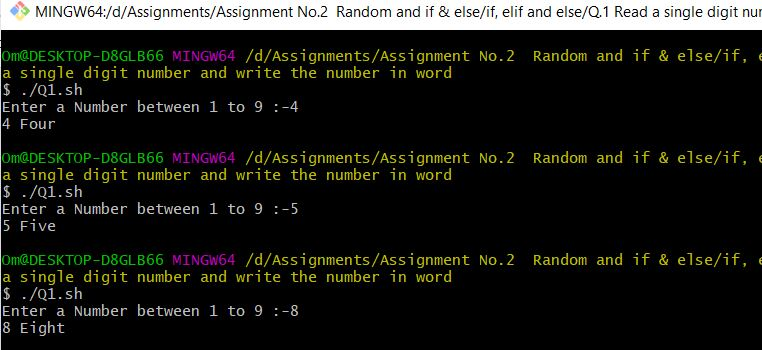 MINGW64:/d/Assignments/Assignment No.2  Random and if & else/if, elif and else/Q.1 Read a single digit
Om@DESKTOP-D8GLB66 MINGW64 /d/Assignments/Assignment No.2  Random and if & else/if,
a single digit number and write the number in word
$ ./Q1.sh
Enter a Number between 1 to 9 :-4
4 Four
Om@DESKTOP-D8GLB66 MINGW64 /d/Assignments/Assignment No.2  Random and if & else/if,
a single digit number and write the number in word
$ ./Q1.sh
Enter a Number between 1 to 9 :-5
5 Five
Om@DESKTOP-D8GLB66 MINGW64 /d/Assignments/Assignment No.2  Random and if & else/if,
a single digit number and write the number in word
$ ./Q1.sh
Enter a Number between 1 to 9 :-8
8 Eight